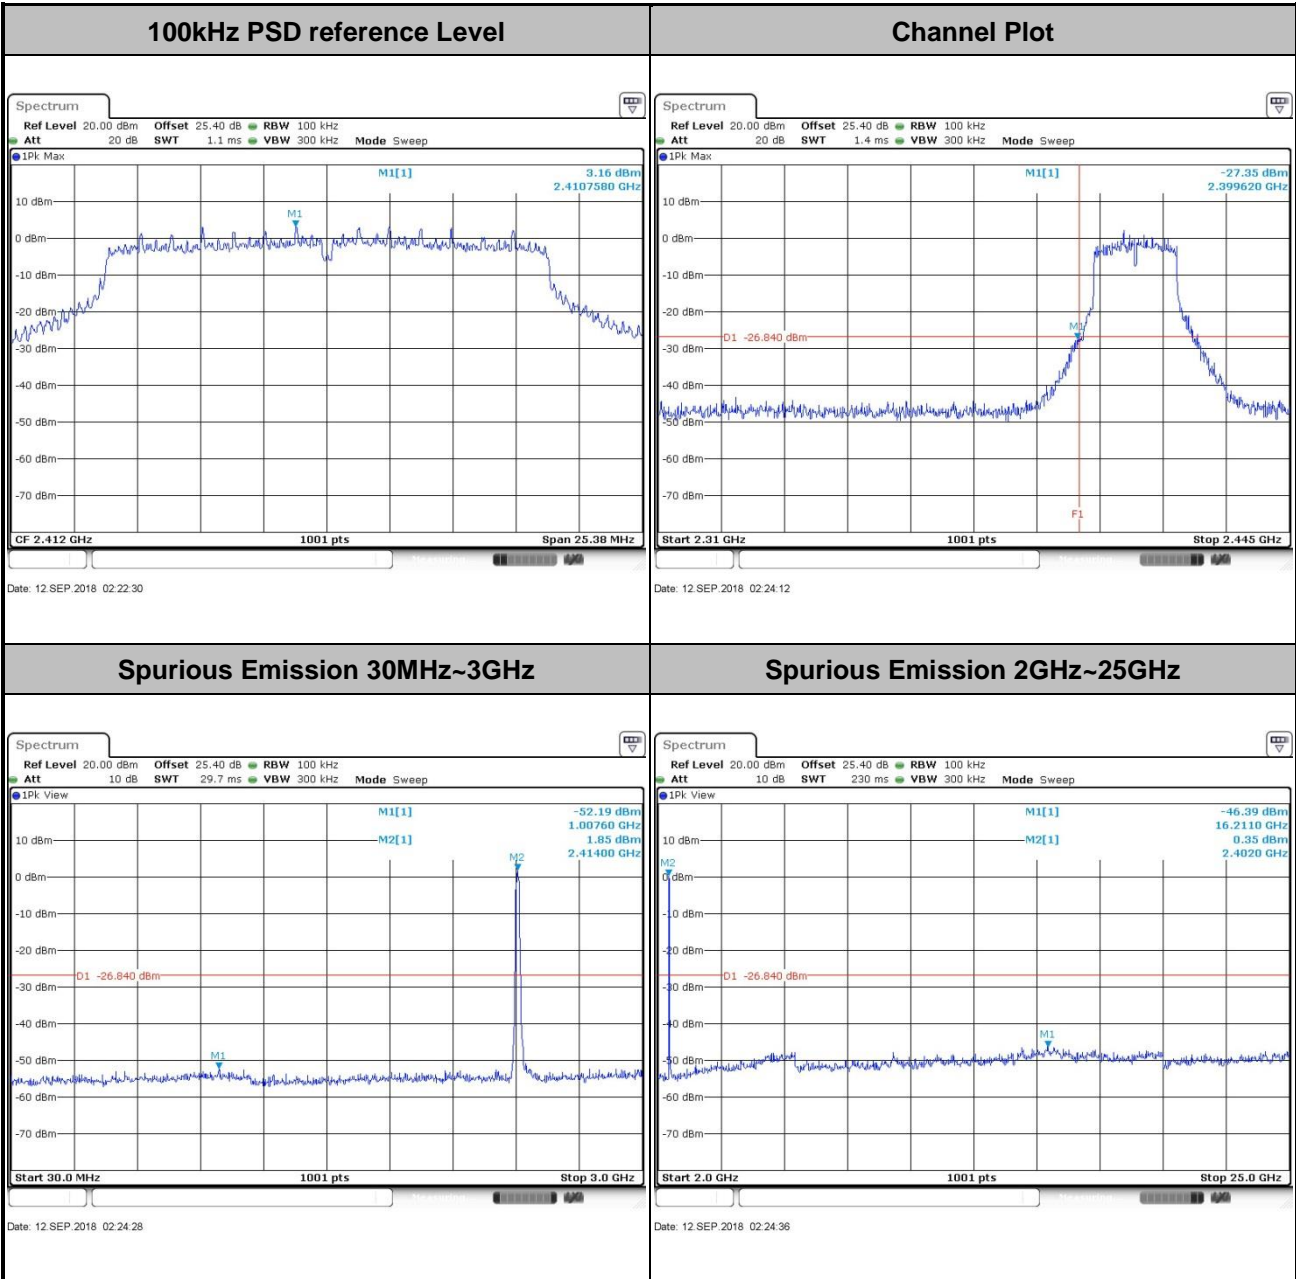 100kHz PSD reference Level
Channel Plot
Spectrum
Ref Level 20.00 dBm Offset 25.40 dB RBW 100 kHz
Att 20 dB SWT 1.1 ms VBW 300 kHz Mode Sweep
1Pk Max
M1[1] 3.16 dBm
2.4107580 GHz
10 dBm
M1
0 dBm
-10 dBm
-20 dBm
-30 dBm
-40 dBm
-50 dBm
-60 dBm
-70 dBm
CF 2.412 GHz 1001 pts Span 25.38 MHz
Date: 12.SEP.2018 02:22:30
Spectrum
Ref Level 20.00 dBm Offset 25.40 dB RBW 100 kHz
Att 20 dB SWT 1.4 ms VBW 300 kHz Mode Sweep
1Pk Max
M1[1] -27.35 dBm
2.399620 GHz
10 dBm
0 dBm
-10 dBm
-20 dBm
M1
D1 -26.840 dBm
-30 dBm
-40 dBm
-50 dBm
-60 dBm
-70 dBm
F1
Start 2.31 GHz 1001 pts Stop 2.445 GHz
Date: 12.SEP.2018 02:24:12
Spurious Emission 30MHz~3GHz
Spurious Emission 2GHz~25GHz
Spectrum
Ref Level 20.00 dBm Offset 25.40 dB RBW 100 kHz
Att 10 dB SWT 29.7 ms VBW 300 kHz Mode Sweep
1Pk View
M1[1] -52.19 dBm
1.00760 GHz
10 dBm M2[1] 1.85 dBm
2.41400 GHz
M2
0 dBm
-10 dBm
-20 dBm
D1 -26.840 dBm
-30 dBm
-40 dBm
M1
-50 dBm
-60 dBm
-70 dBm
Start 30.0 MHz 1001 pts Stop 3.0 GHz
Date: 12.SEP.2018 02:24:28
Spectrum
Ref Level 20.00 dBm Offset 25.40 dB RBW 100 kHz
Att 10 dB SWT 230 ms VBW 300 kHz Mode Sweep
1Pk View
M1[1] -46.39 dBm
16.2110 GHz
10 dBm M2[1] 0.35 dBm
2.4020 GHz
M2
0 dBm
-10 dBm
-20 dBm
D1 -26.840 dBm
-30 dBm
-40 dBm
M1
-50 dBm
-60 dBm
-70 dBm
Start 2.0 GHz 1001 pts Stop 25.0 GHz
Date: 12.SEP.2018 02:24:36